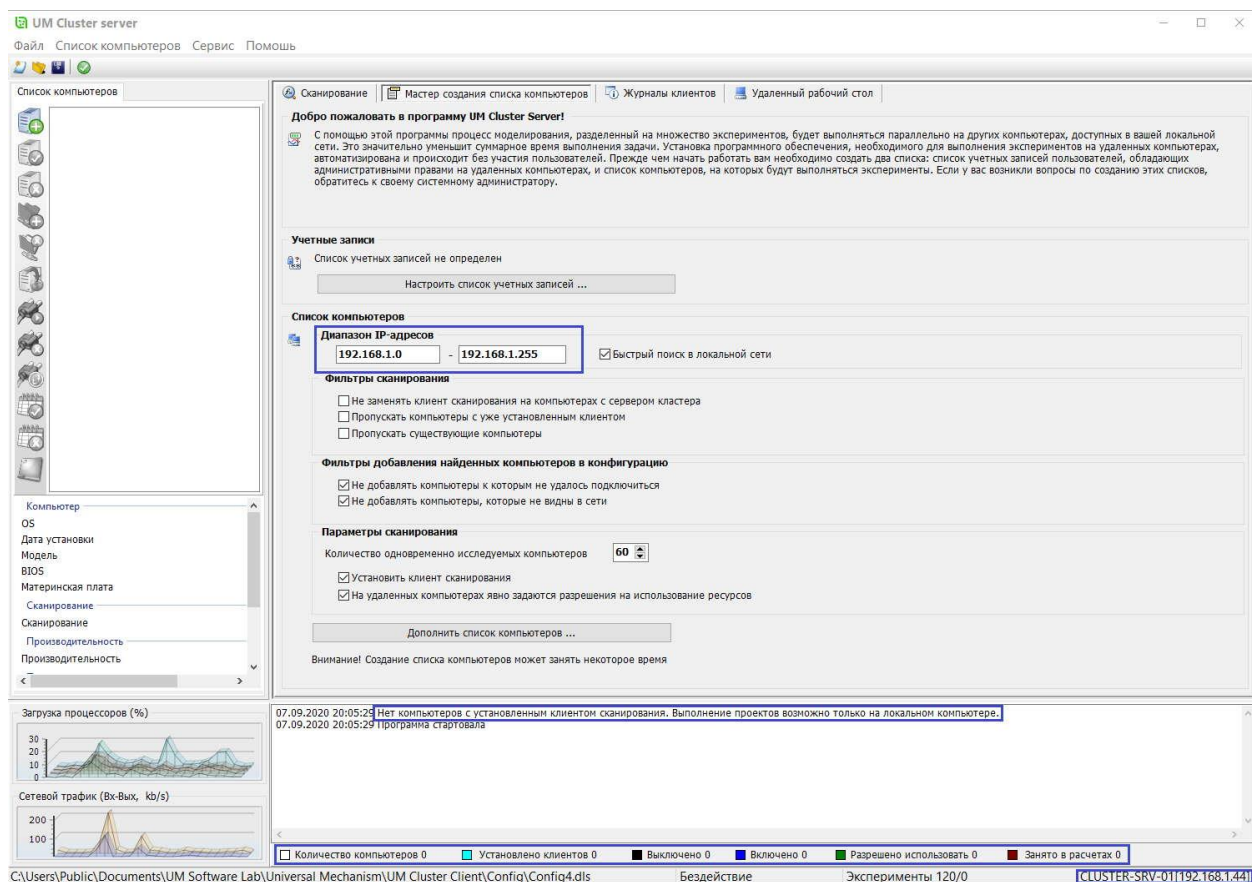 UM Cluster server
Файл Список компьютеров Сервис Помошь
Список компьютеров
Сканирование Мастер создания списка компьютеров Журналы клиентов Удаленный рабочий стол
Добро пожаловать в программу UM Cluster Server!
С помощью этой программы процесс моделирования, разделенный на множество экспериментов, будет выполняться параллельно на других компьютерах, доступных в вашей локальной
сети. Это значительно уменьшит суммарное время выполнения задачи. Установка программного обеспечения, необходимого для выполнения экспериментов на удаленных компьютерах,
автоматизирована и происходит без участия пользователей. Прежде чем начать работать вам необходимо создать два списка: список учетных записей пользователей, обладающих
административными правами на удаленных компьютерах, и список компьютеров, на которых будут выполняться эксперименты. Если у вас возникли вопросы по созданию этих списков,
обратитесь к своему системному администратору.
Учетные записи
Список учетных записей не определен
Настроить список учетных записей ...
Список компьютеров
Диапазон IP-адресов
192.168.1.0 - 192.168.1.255 Быстрый поиск в локальной сети
Фильтры сканирования
Не заменять клиент сканирования на компьютерах с сервером кластера
Пропускать компьютеры с уже установленным клиентом
Пропускать существующие компьютеры
Фильтры добавления найденных компьютеров в конфигурацию
Не добавлять компьютеры к которым не удалось подключиться
Не добавлять компьютеры, которые не видны в сети
Параметры сканирования
Количество одновременно исследуемых компьютеров 60
Установить клиент сканирования
На удаленных компьютерах явно задаются разрешения на использование ресурсов
Дополнить список компьютеров ...
Внимание! Создание списка компьютеров может занять некоторое время
Компьютер
OS
Дата установки
Модель
BIOS
Материнская плата
Сканирование
Сканирование
Производительность
Производительность
Загрузка процессоров (%)
30
20
10
0
Сетевой трафик (Вх-Вых, kb/s)
200
100
07.09.2020 20:05:29 Нет компьютеров с установленным клиентом сканирования. Выполнение проектов возможно только на локальном компьютере.
07.09.2020 20:05:29 Программа стартовала
Количество компьютеров 0 Установлено клиентов 0 Выключено 0 Включено 0 Разрешено использовать 0 Занято в расчетах 0
C:\Users\Public\Documents\UM Software Lab\Universal Mechanism\UM Cluster Client\Config\Config4.dls Бездействие Эксперименты 120/0 CLUSTER-SRV-01[192.168.1.44]